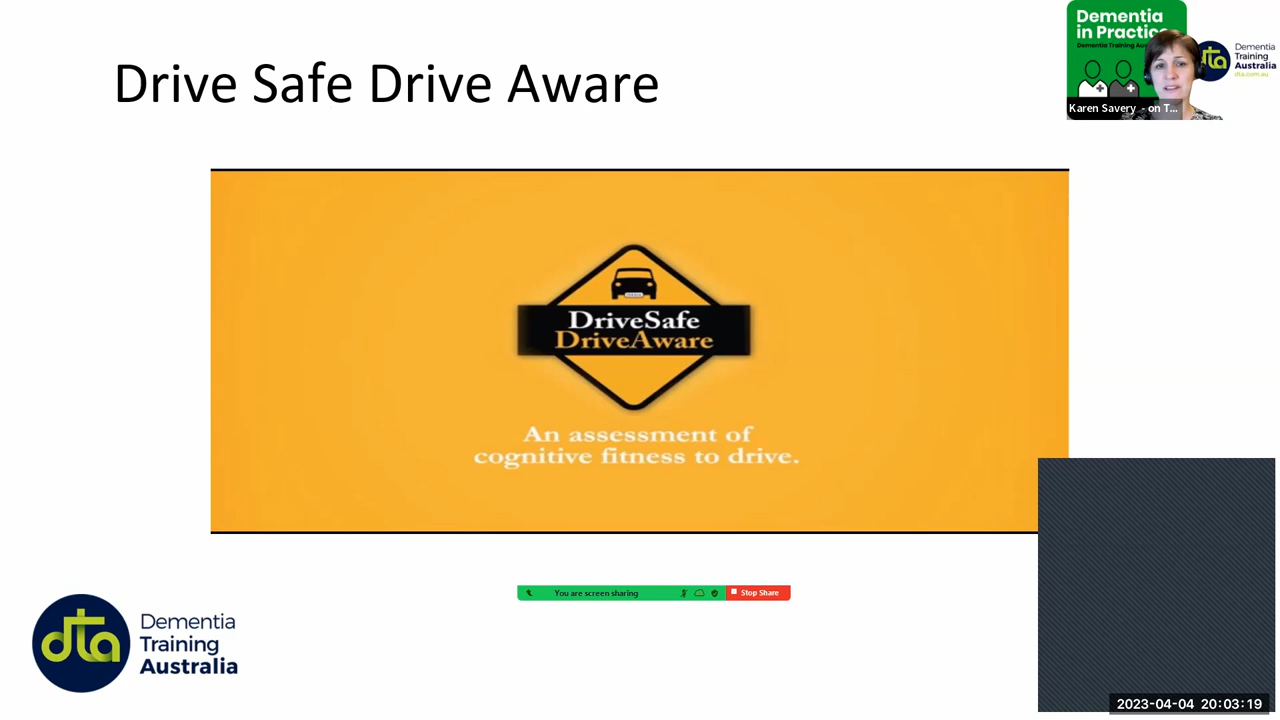 Drive Safe Drive Aware
Dementia
in Practice
Dementia Training
Karen Savery - on T...
dta
Dementia
Training
Australia
dta.com.au
DriveSafe
DriveAware
An assessment of
cognitive fitness to drive.
You are screen sharing
Stop Share
dta
Dementia
Training
Australia
2023-04-04 20:03:19